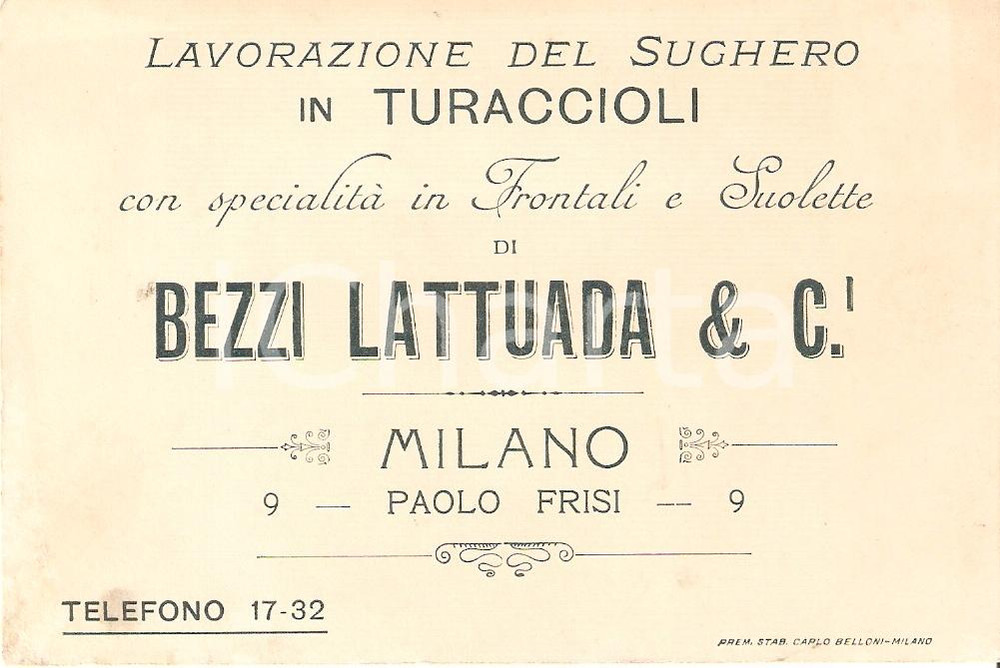 LAVORAZIONE DEL SUGHERO
IN TURACCIOLI
con specialità in Frontali e Suolette
DI
BEZZI LATTUADA & C.i
MILANO
9 — PAOLO FRISI — 9
TELEFONO 17-32
PREM. STAB. CARLO BELLONI-MILANO
iCharta